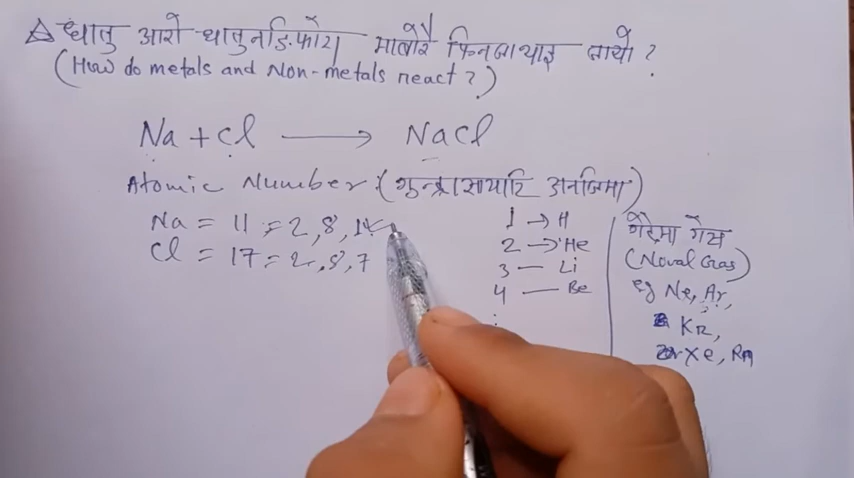 धातु आरो धातुनङि.फोरा माबोरै फिनजाथाइ जायो?
(How do metals and Non-metals react?)
Na + Cl → NaCl
Atomic Number (
Na = 11 = 2, 8, 1
Cl = 17 = 2, 8, 7
1 → H
2 → He
3 — Li
4 — Be
गैस
(Noval Gas)
eg Ne, Ar,
Kr,
Xe, Rn